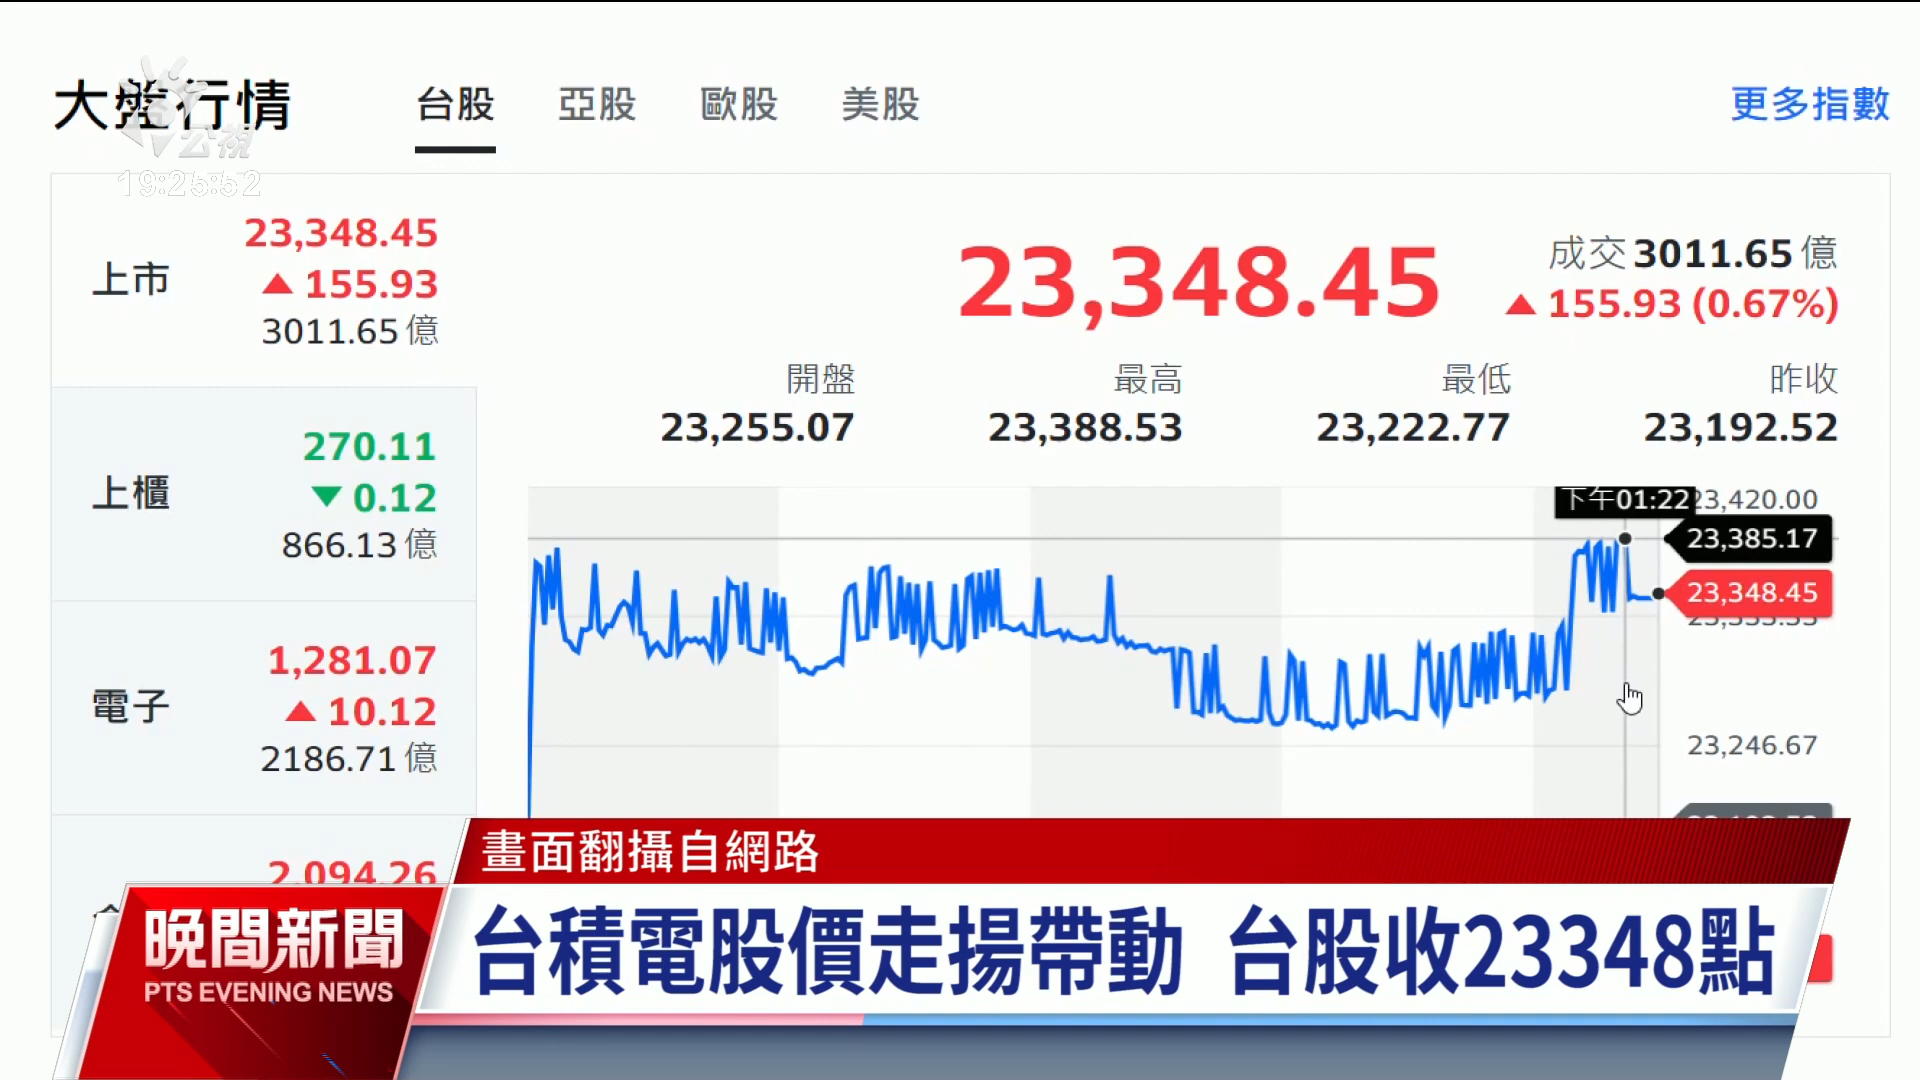 大盤行情
台股 亞股 歐股 美股
更多指數
公視
19:25:52
上市
23,348.45
▲ 155.93
3011.65 億
上櫃
270.11
▼ 0.12
866.13 億
電子
1,281.07
▲ 10.12
2186.71 億
2,094.26
23,348.45
成交 3011.65 億
▲ 155.93 (0.67%)
開盤 最高 最低 昨收
23,255.07 23,388.53 23,222.77 23,192.52
下午01:22
23,420.00
23,385.17
23,348.45
23,246.67
畫面翻攝自網路
晚間新聞
PTS EVENING NEWS
台積電股價走揚帶動 台股收23348點